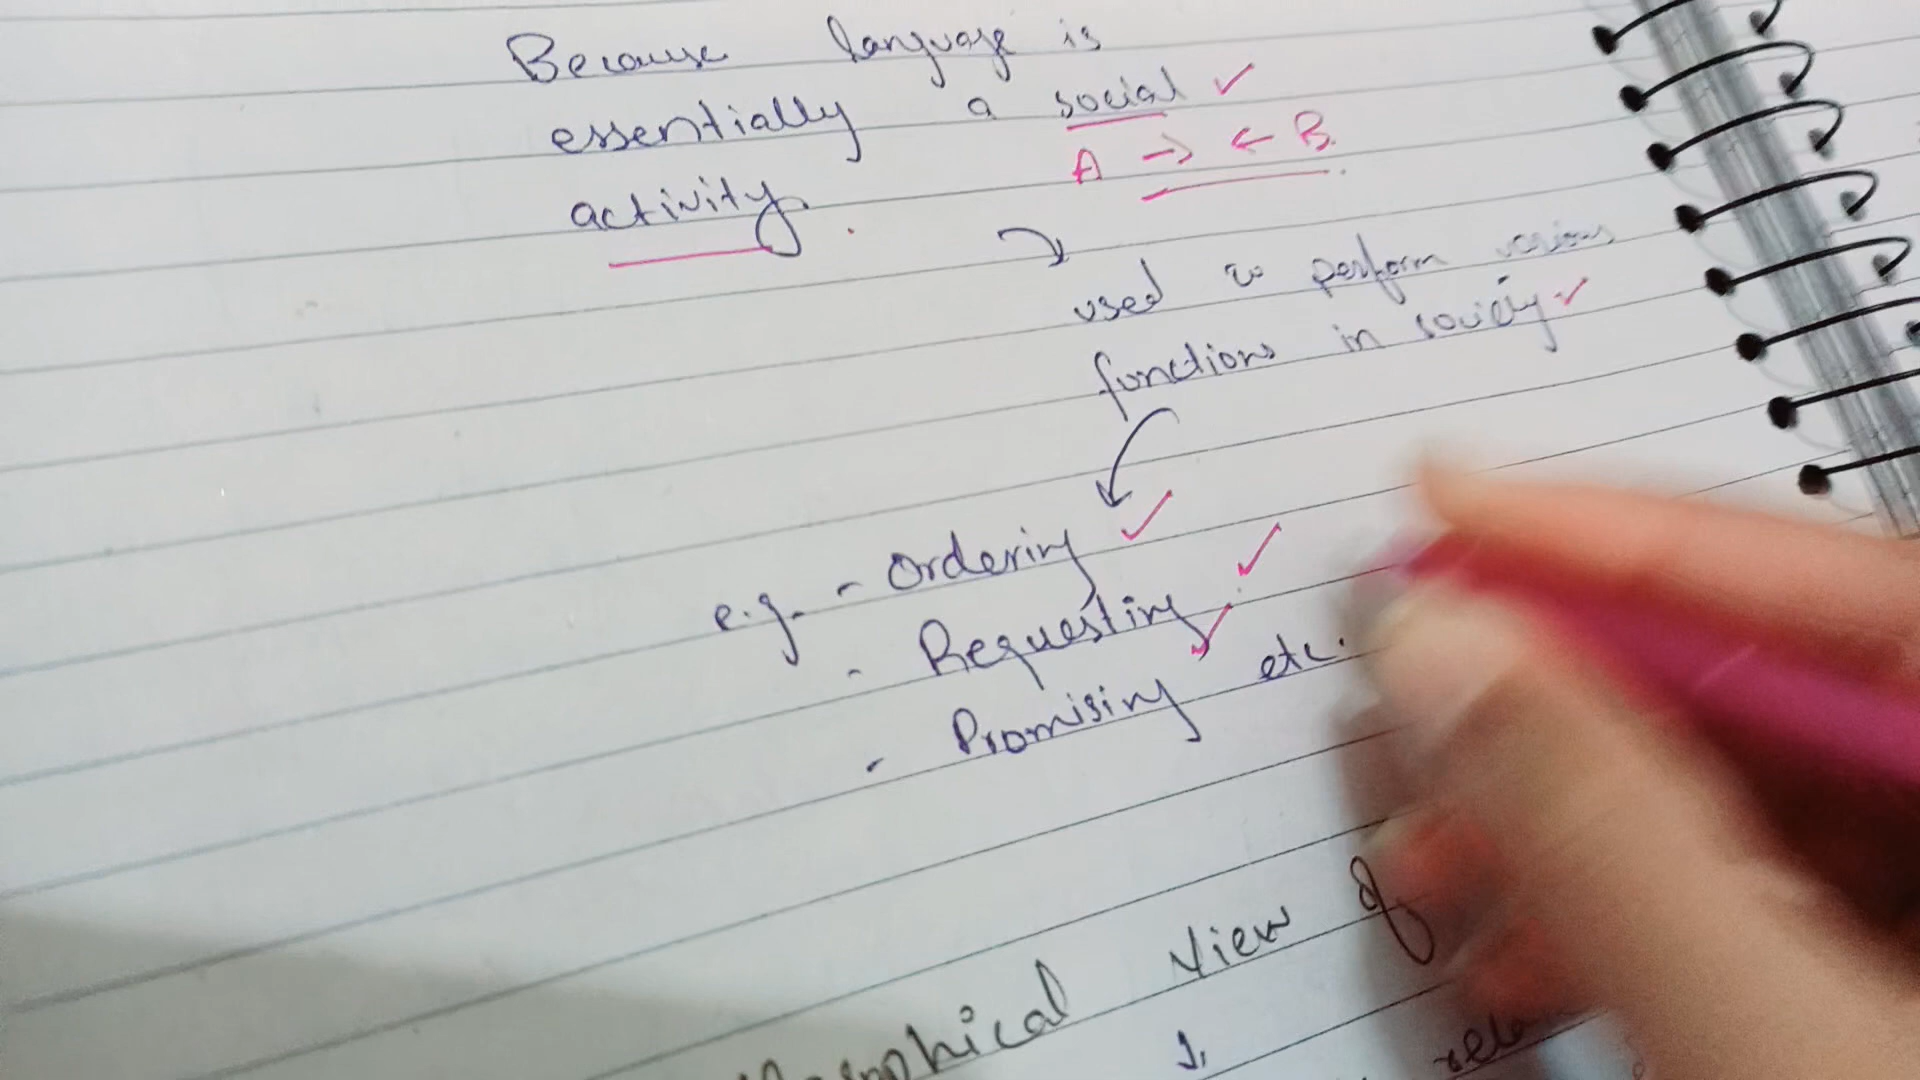 Because language is
essentially a social ✓
A → ← B.
activity.
used to perform various
functions in society ✓
e.g. - Ordering ✓
- Requesting ✓
- Promising ✓ etc.
View of